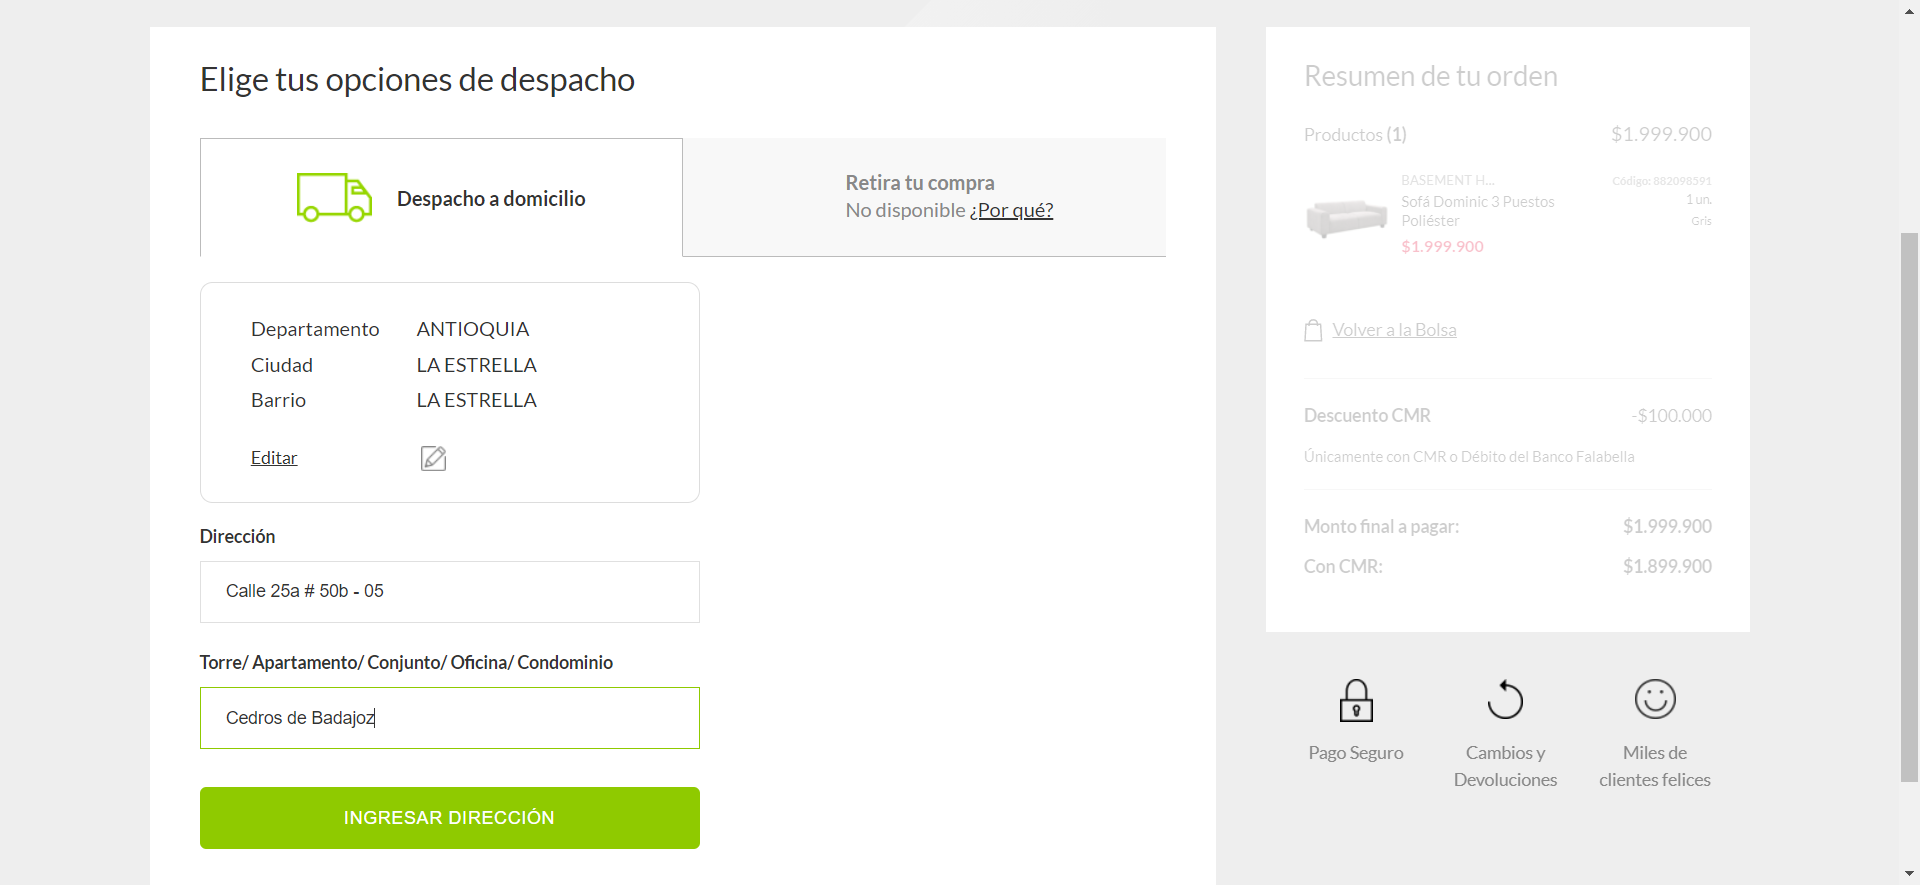 Elige tus opciones de despacho
Despacho a domicilio
Retira tu compra
No disponible ¿Por qué?
Departamento ANTIOQUIA
Ciudad LA ESTRELLA
Barrio LA ESTRELLA
Editar
Dirección
Calle 25a # 50b - 05
Torre/ Apartamento/ Conjunto/ Oficina/ Condominio
Cedros de Badajoz
INGRESAR DIRECCIÓN
Resumen de tu orden
Productos (1) $1.999.900
BASEMENT H... Código: 882098591
Sofá Dominic 3 Puestos 1 un.
Poliéster Gris
$1.999.900
Volver a la Bolsa
Descuento CMR -$100.000
Únicamente con CMR o Débito del Banco Falabella
Monto final a pagar: $1.999.900
Con CMR: $1.899.900
Pago Seguro
Cambios y
Devoluciones
Miles de
clientes felices